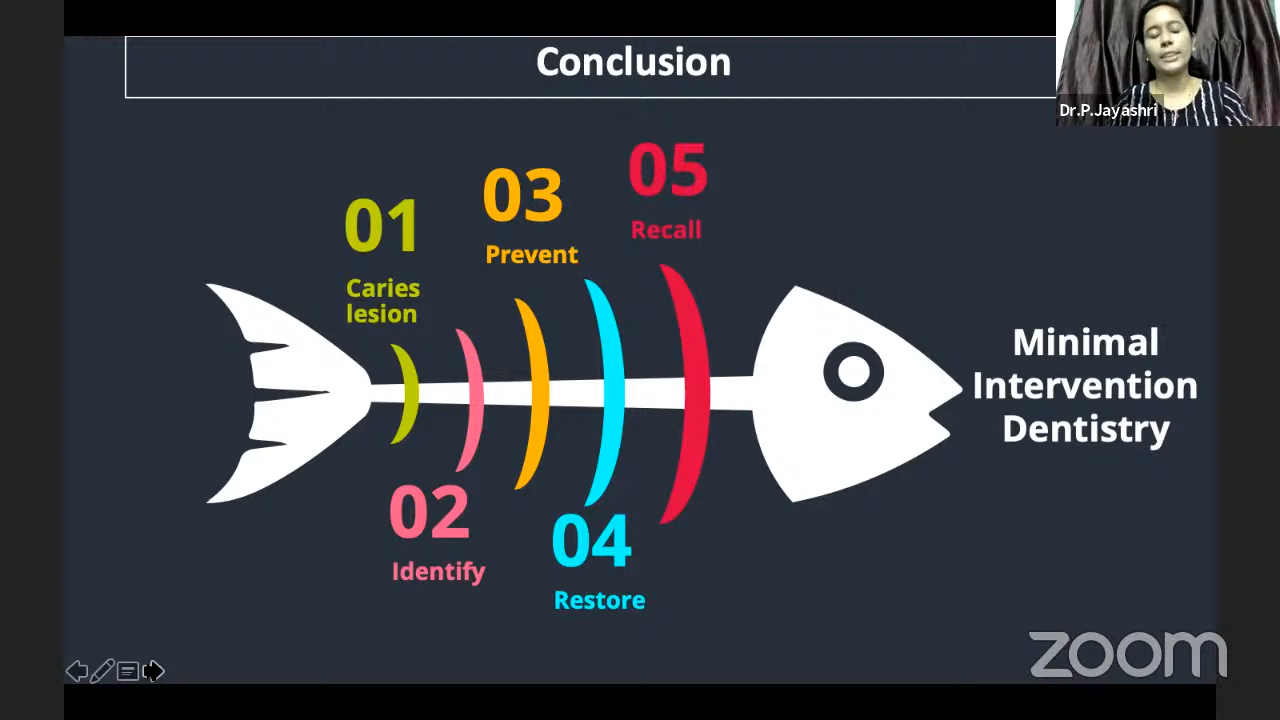 Conclusion
Dr.P.Jayashri
01
Caries
lesion
02
Identify
03
Prevent
04
Restore
05
Recall
Minimal
Intervention
Dentistry
zoom